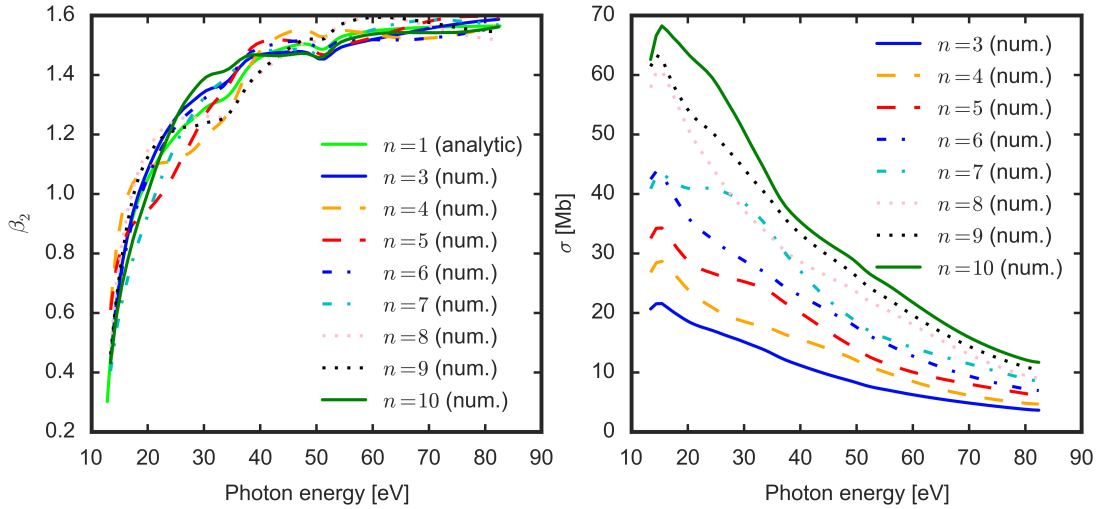 1.6
1.4
1.2
1.0
0.8
0.6
0.4
0.2
β₂
10 20 30 40 50 60 70 80 90
Photon energy [eV]
n=1 (analytic)
n=3 (num.)
n=4 (num.)
n=5 (num.)
n=6 (num.)
n=7 (num.)
n=8 (num.)
n=9 (num.)
n=10 (num.)
70
60
50
40
30
20
10
0
σ [Mb]
10 20 30 40 50 60 70 80 90
Photon energy [eV]
n=3 (num.)
n=4 (num.)
n=5 (num.)
n=6 (num.)
n=7 (num.)
n=8 (num.)
n=9 (num.)
n=10 (num.)